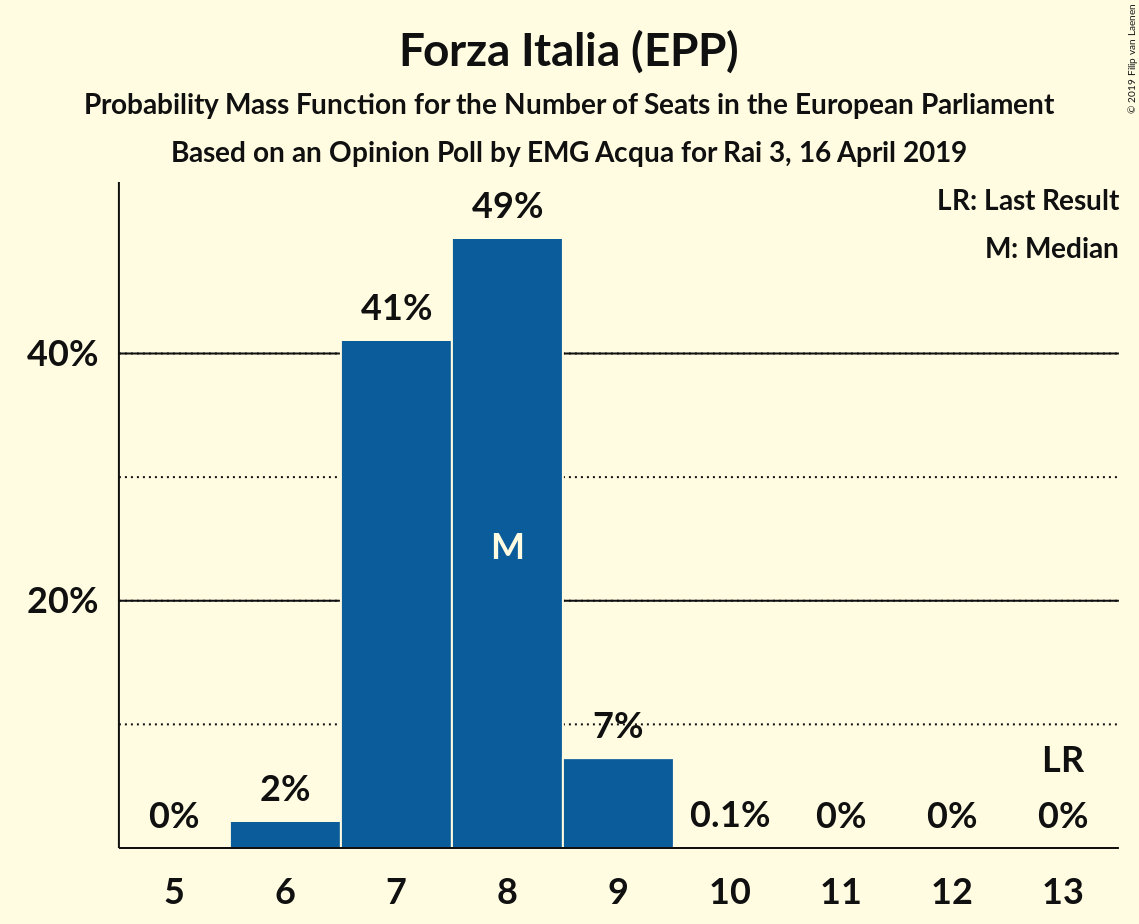 Forza Italia (EPP)
Probability Mass Function for the Number of Seats in the European Parliament
Based on an Opinion Poll by EMG Acqua for Rai 3, 16 April 2019
© 2019 Filip van Laenen
LR: Last Result
M: Median
49%
41%
40%
M
20%
7%
LR
2%
0%
0.1%
0%
0%
0%
5 6 7 8 9 10 11 12 13